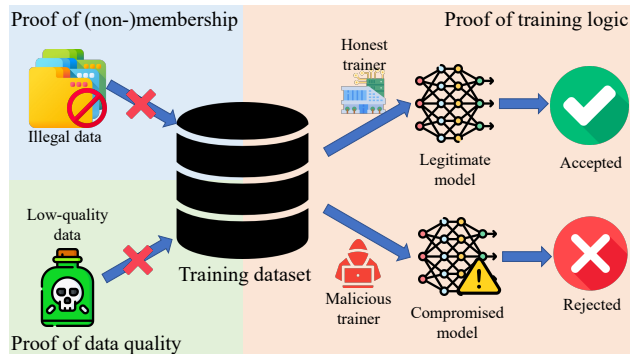 Proof of (non-)membership
Proof of training logic
Illegal data
Honest
trainer
Legitimate
model
Accepted
Low-quality
data
Training dataset
Malicious
trainer
Compromised
model
Rejected
Proof of data quality